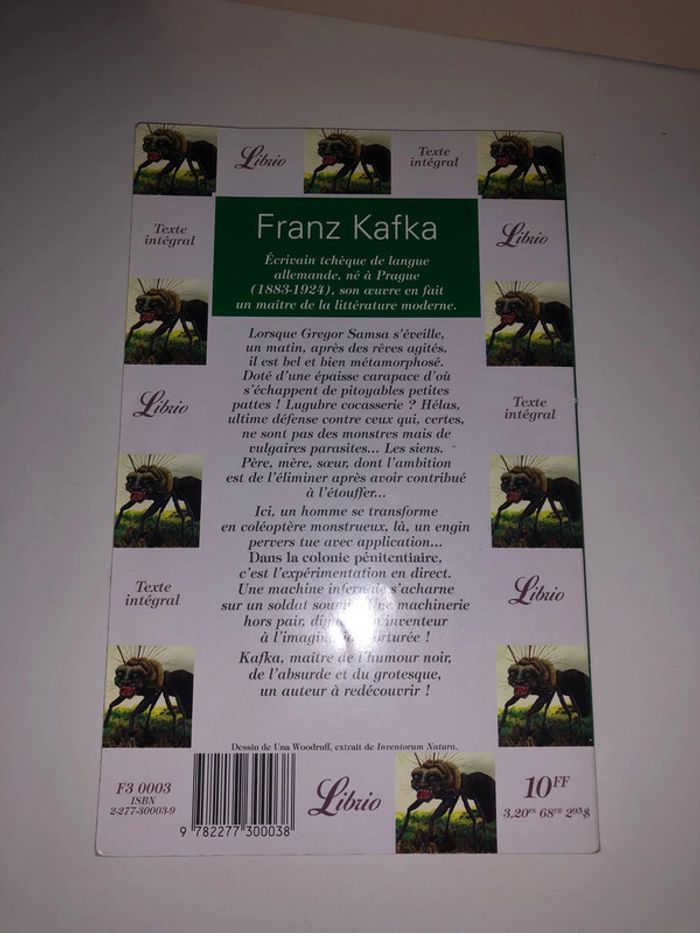 Librio
Texte
intégral
Texte
intégral
Franz Kafka
Librio
Écrivain tchèque de langue
allemande, né à Prague
(1883-1924), son œuvre en fait
un maître de la littérature moderne.
Lorsque Gregor Samsa s'éveille,
un matin, après des rêves agités,
il est bel et bien métamorphosé.
Doté d'une épaisse carapace d'où
s'échappent de pitoyables petites
pattes ! Lugubre cocasserie ? Hélas,
ultime défense contre ceux qui, certes,
ne sont pas des monstres mais de
vulgaires parasites... Les siens.
Père, mère, sœur, dont l'ambition
est de l'éliminer après avoir contribué
à l'étouffer...
Librio
Texte
intégral
Ici, un homme se transforme
en coléoptère monstrueux, là, un engin
pervers tue avec application...
Dans la colonie pénitentiaire,
c'est l'expérimentation en direct.
Une machine infernale s'acharne
sur un soldat une machinerie
hors pair, inventeur
à torturée !
Texte
intégral
Librio
Kafka, maître de l'humour noir,
de l'absurde et du grotesque,
un auteur à redécouvrir !
Dessin de Una Woodruff, extrait de Inventorum Natura.
F3 0003
ISBN
2-277-30003-9
9 782277 300038
Librio
10FF
3,20FS 68FB 295$